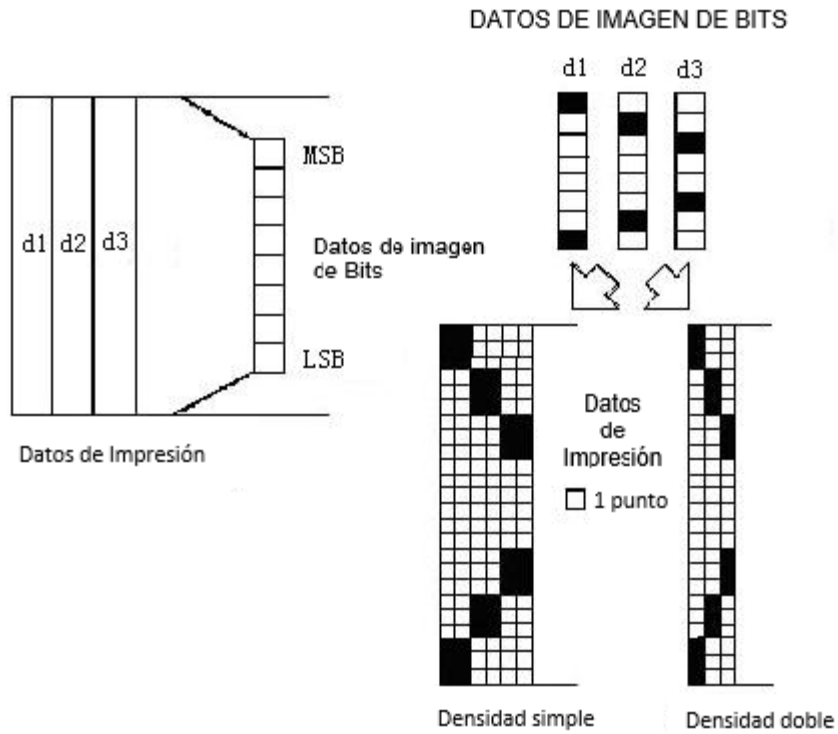 DATOS DE IMAGEN DE BITS
d1 d2 d3
MSB
d1 d2 d3
Datos de imagen
de Bits
LSB
Datos de Impresión
Datos
de
Impresión
1 punto
Densidad simple
Densidad doble